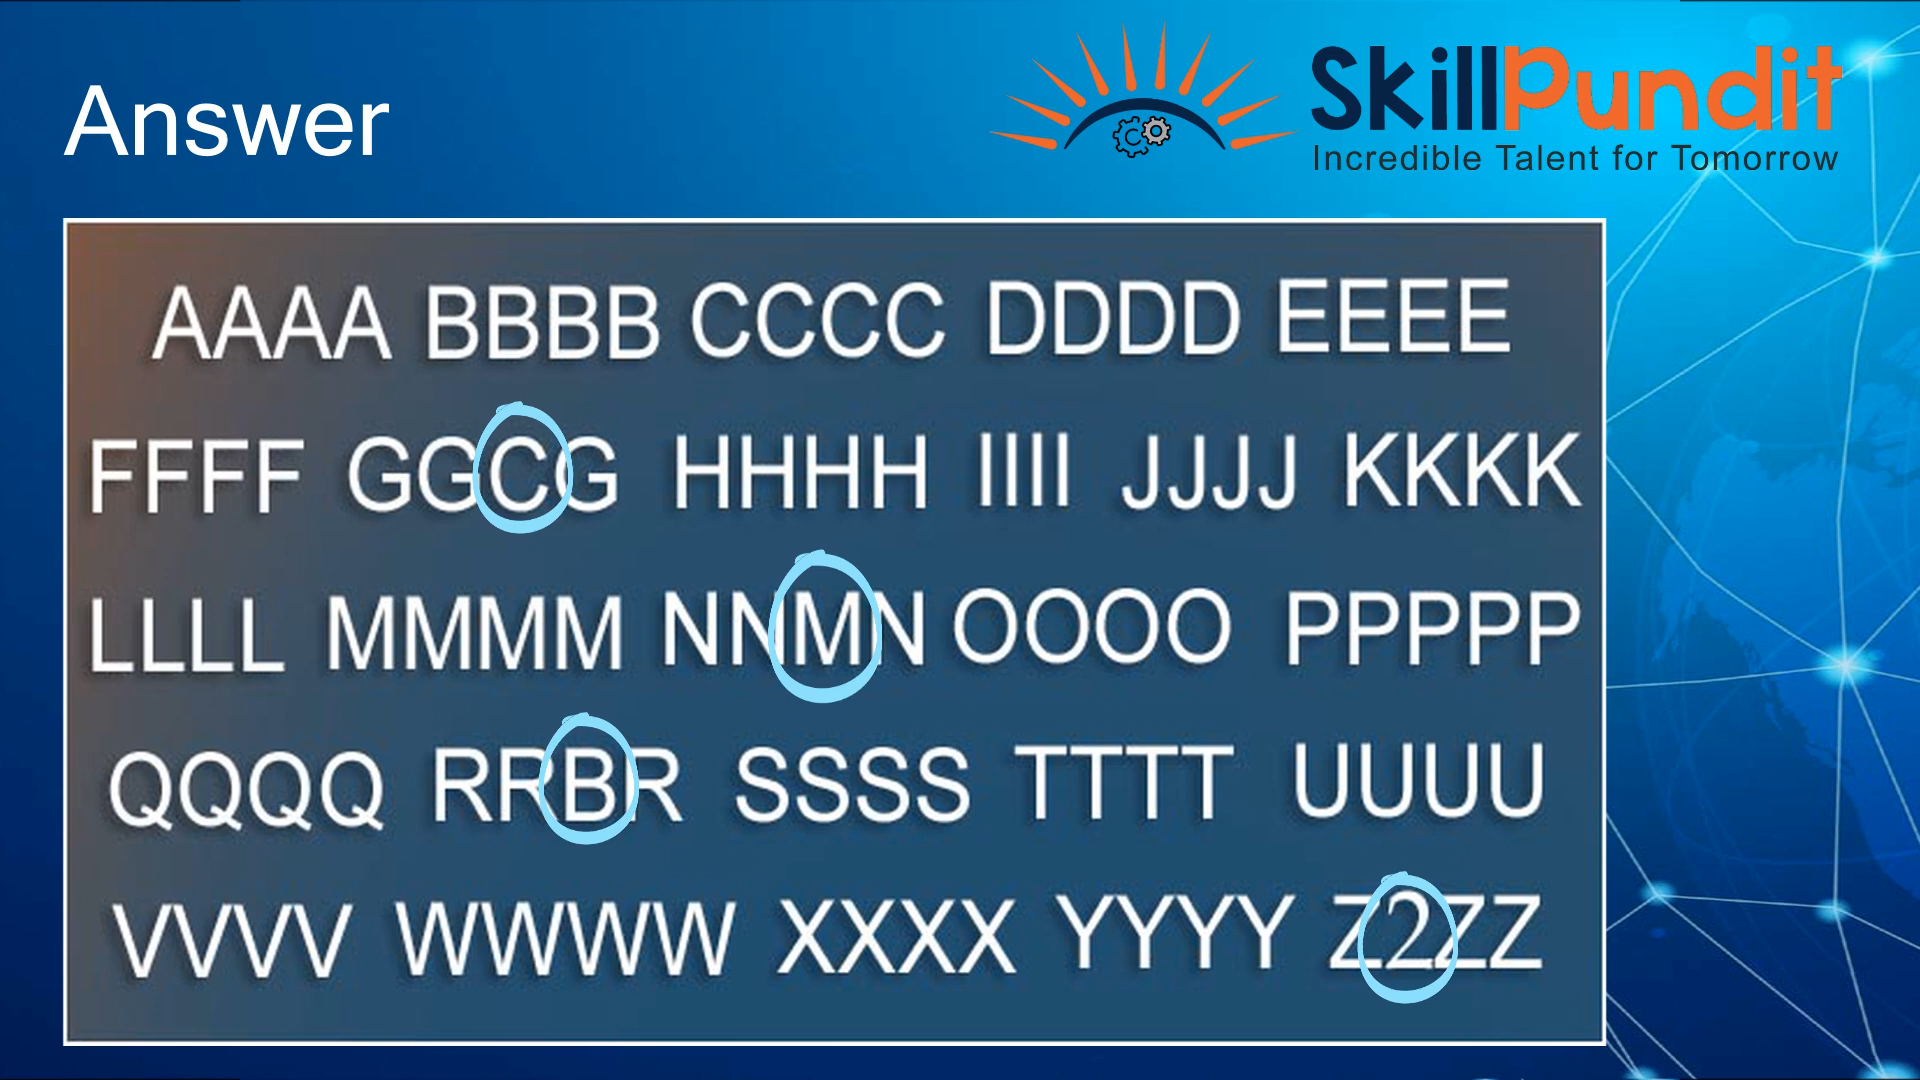 Answer
SkillPundit
Incredible Talent for Tomorrow
AAAA BBBB CCCC DDDD EEEE
FFFF GGCG HHHH IIII JJJJ KKKK
LLLL MMMM NNMN OOOO PPPPP
QQQQ RRBR SSSS TTTT UUUU
VVVV WWWW XXXX YYYY Z2ZZ